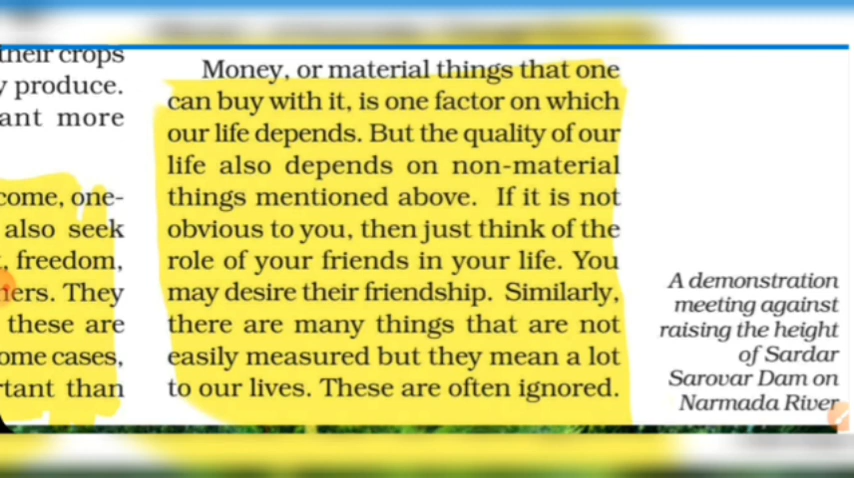 their crops
produce.
ant more
come, one-
also seek
freedom,
ners. They
these are
ome cases,
rtant than
Money, or material things that one
can buy with it, is one factor on which
our life depends. But the quality of our
life also depends on non-material
things mentioned above. If it is not
obvious to you, then just think of the
role of your friends in your life. You
may desire their friendship. Similarly,
there are many things that are not
easily measured but they mean a lot
to our lives. These are often ignored.
A demonstration
meeting against
raising the height
of Sardar
Sarovar Dam on
Narmada River